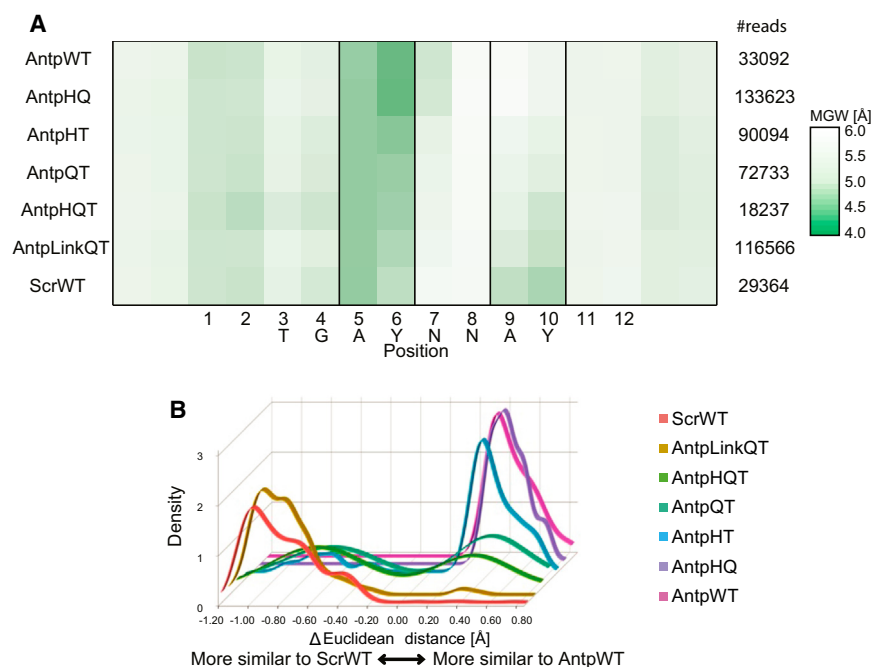 A
#reads
AntpWT
33092
AntpHQ
133623
AntpHT
90094
AntpQT
72733
AntpHQT
18237
AntpLinkQT
116566
ScrWT
29364
MGW [Å]
6.0
5.5
5.0
4.5
4.0
1 2 3 4 5 6 7 8 9 10 11 12
T G A Y N N A Y
Position
B
3
2
1
0
Density
-1.20 -1.00 -0.80 -0.60 -0.40 -0.20 0.00 0.20 0.40 0.60 0.80
Δ Euclidean distance [Å]
More similar to ScrWT ⟷ More similar to AntpWT
ScrWT
AntpLinkQT
AntpHQT
AntpQT
AntpHT
AntpHQ
AntpWT